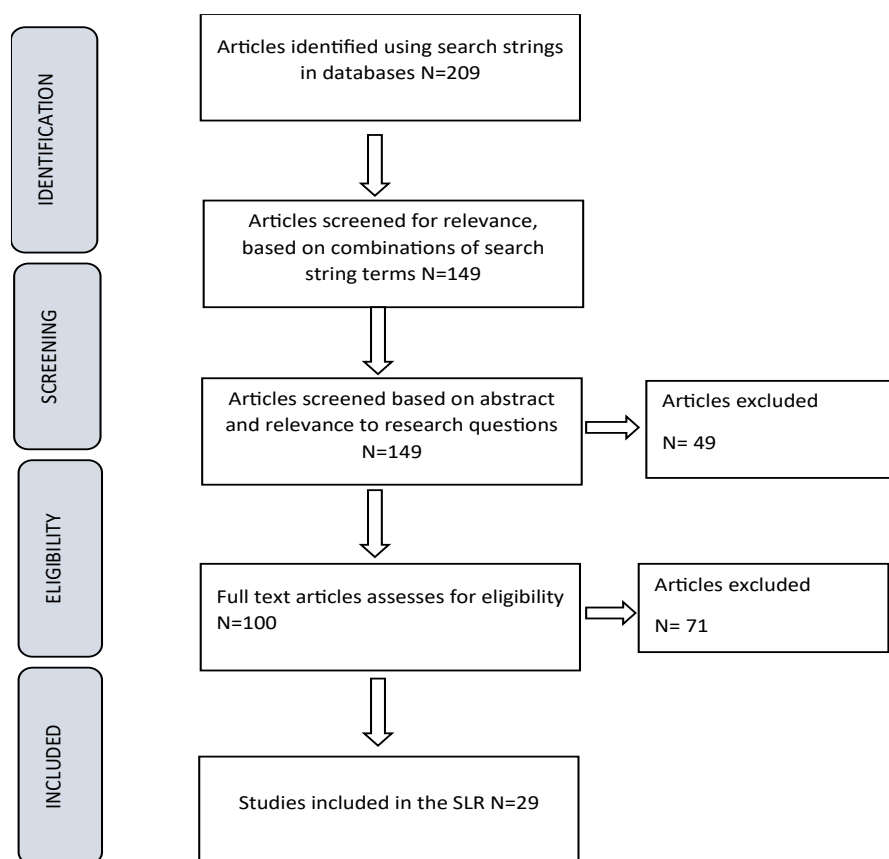 IDENTIFICATION
Articles identified using search strings
in databases N=209
Articles screened for relevance,
based on combinations of search
string terms N=149
SCREENING
Articles screened based on abstract
and relevance to research questions
N=149
Articles excluded
N= 49
ELIGIBILITY
Full text articles assesses for eligibility
N=100
Articles excluded
N= 71
INCLUDED
Studies included in the SLR N=29